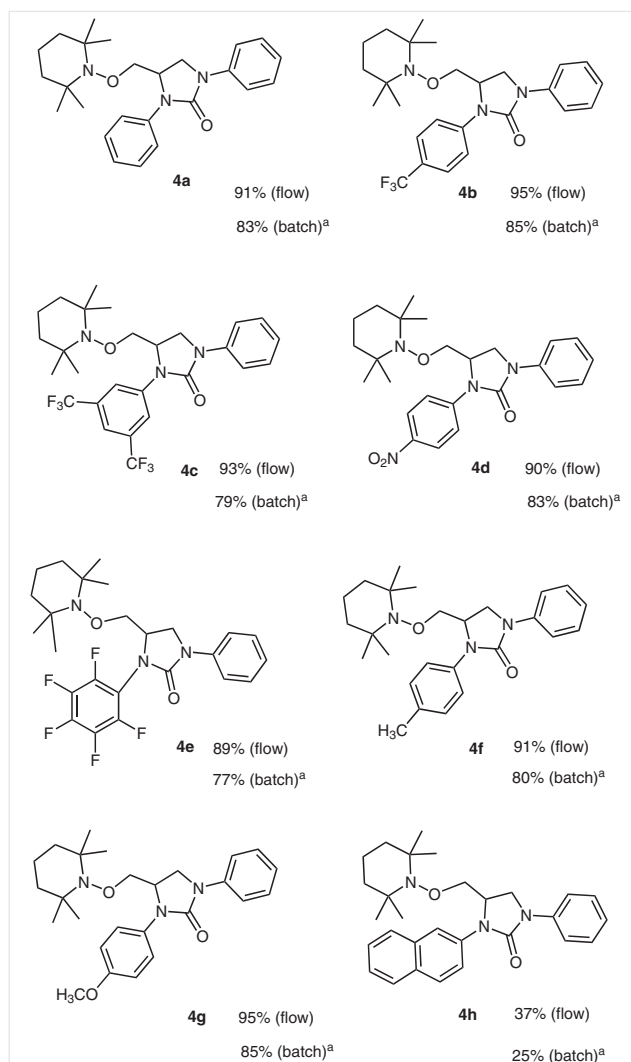 N
O
N
N
O
4a
91% (flow)
83% (batch)a
N
O
N
N
O
F3C
4b
95% (flow)
85% (batch)a
N
O
N
N
O
F3C
CF3
4c
93% (flow)
79% (batch)a
N
O
N
N
O
O2N
4d
90% (flow)
83% (batch)a
N
O
N
N
O
F
F
F
F
F
4e
89% (flow)
77% (batch)a
N
O
N
N
O
H3C
4f
91% (flow)
80% (batch)a
N
O
N
N
O
H3CO
4g
95% (flow)
85% (batch)a
N
O
N
N
O
4h
37% (flow)
25% (batch)a